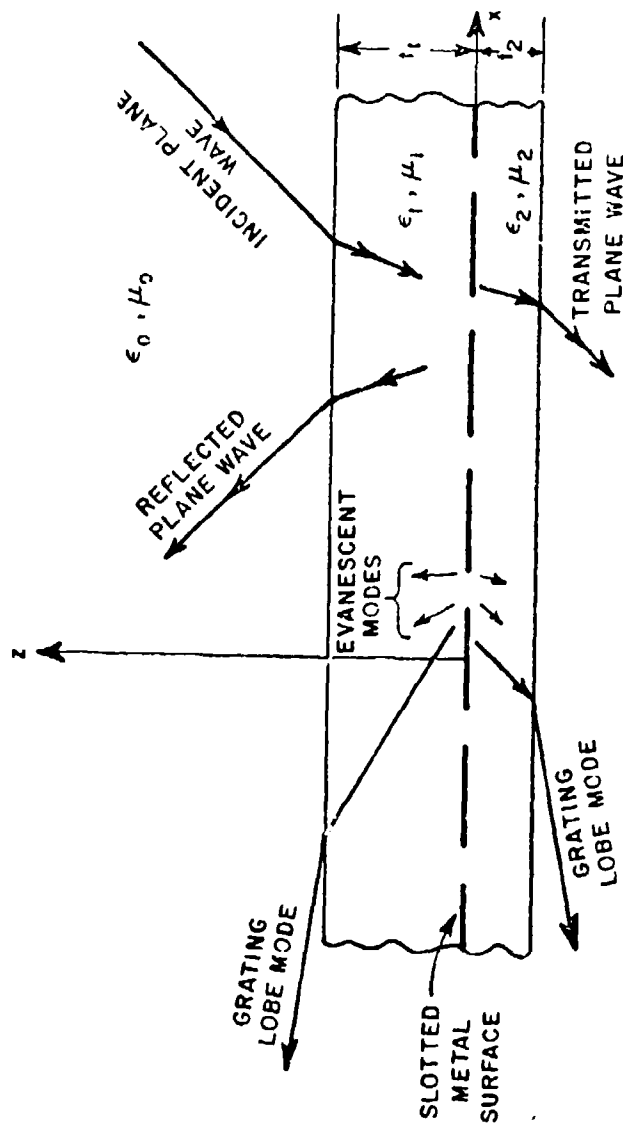 z
ϵ₀, μ₀
INCIDENT PLANE
WAVE
REFLECTED
PLANE WAVE
EVANESCENT
MODES
GRATING
LOBE MODE
ϵ₁, μ₁
t₁
x
ϵ₂, μ₂
t₂
SLOTTED
METAL
SURFACE
GRATING
LOBE MODE
TRANSMITTED
PLANE WAVE